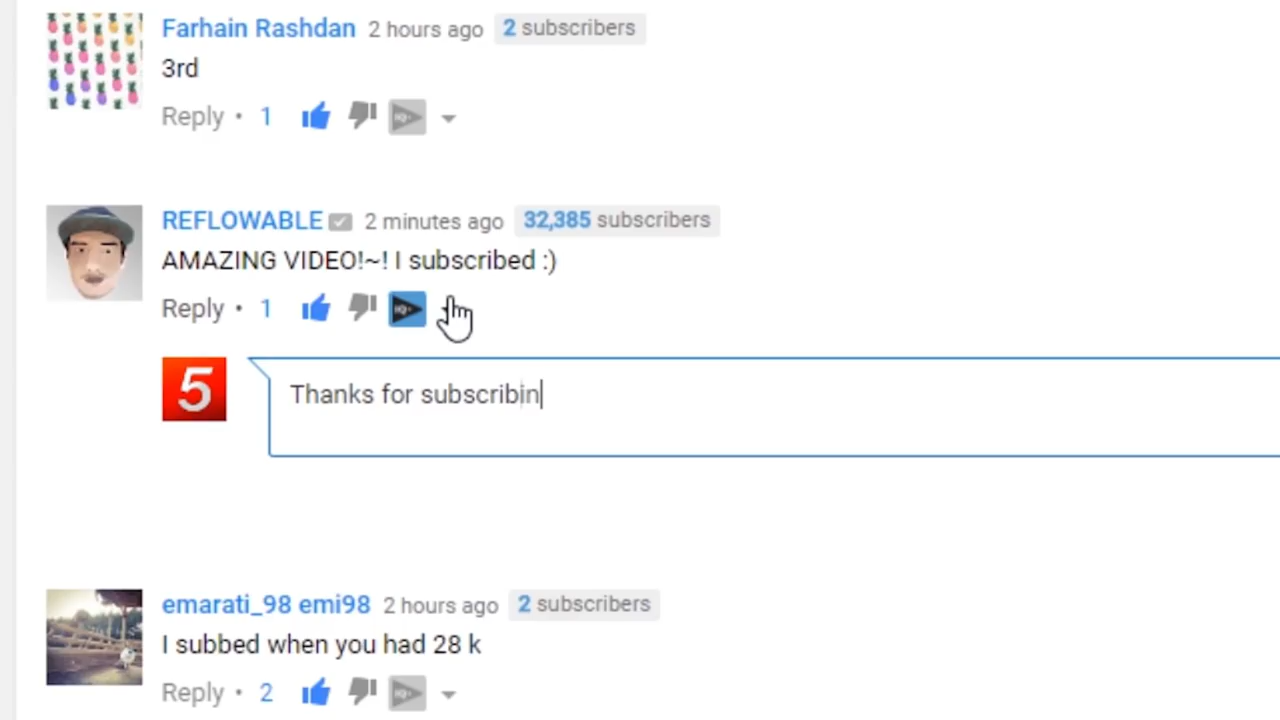 Farhain Rashdan 2 hours ago 2 subscribers
3rd
Reply • 1
REFLOWABLE 2 minutes ago 32,385 subscribers
AMAZING VIDEO!~! I subscribed :)
Reply • 1
5
Thanks for subscribin
emarati_98 emi98 2 hours ago 2 subscribers
I subbed when you had 28 k
Reply • 2